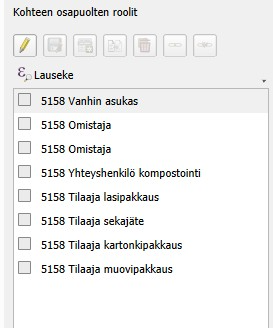 Kohteen osapuolten roolit
Lauseke
5158 Vanhin asukas
5158 Omistaja
5158 Omistaja
5158 Yhteyshenkilö kompostointi
5158 Tilaaja lasipakkaus
5158 Tilaaja sekajäte
5158 Tilaaja kartonkipakkaus
5158 Tilaaja muovipakkaus